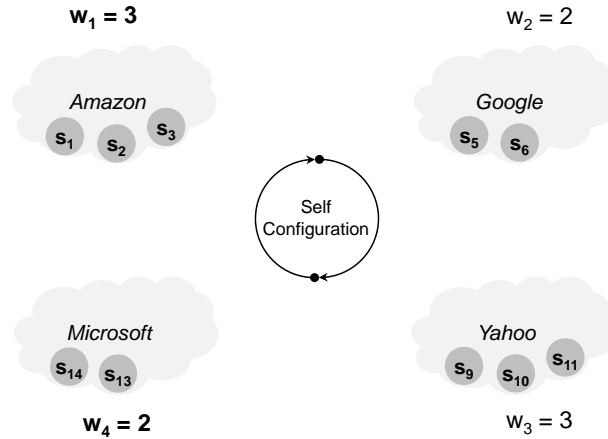 w₁ = 3
w₂ = 2
Amazon
s₁ s₂ s₃
Google
s₅ s₆
Self
Configuration
Microsoft
s₁₄ s₁₃
Yahoo
s₉ s₁₀ s₁₁
w₄ = 2
w₃ = 3